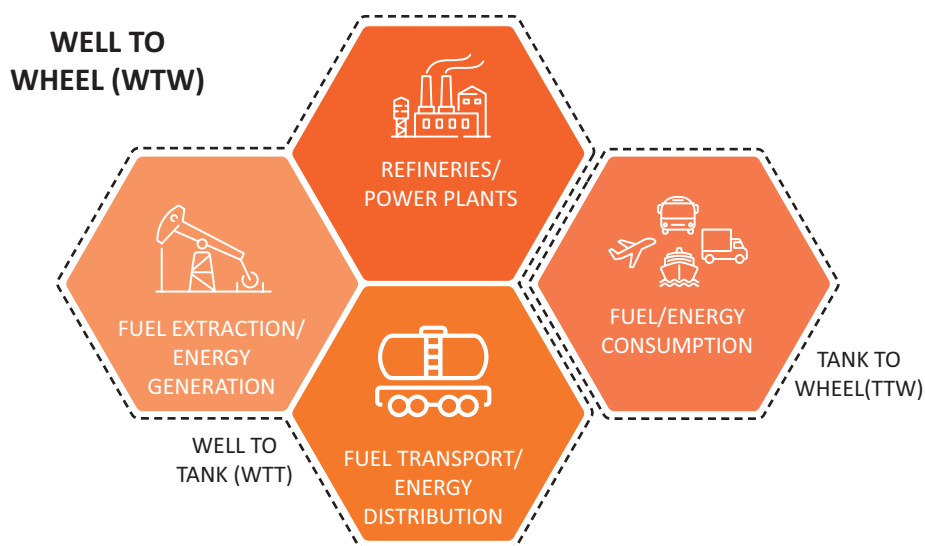 WELL TO
WHEEL (WTW)
REFINERIES/
POWER PLANTS
FUEL EXTRACTION/
ENERGY
GENERATION
FUEL/ENERGY
CONSUMPTION
TANK TO
WHEEL(TTW)
WELL TO
TANK (WTT)
FUEL TRANSPORT/
ENERGY
DISTRIBUTION